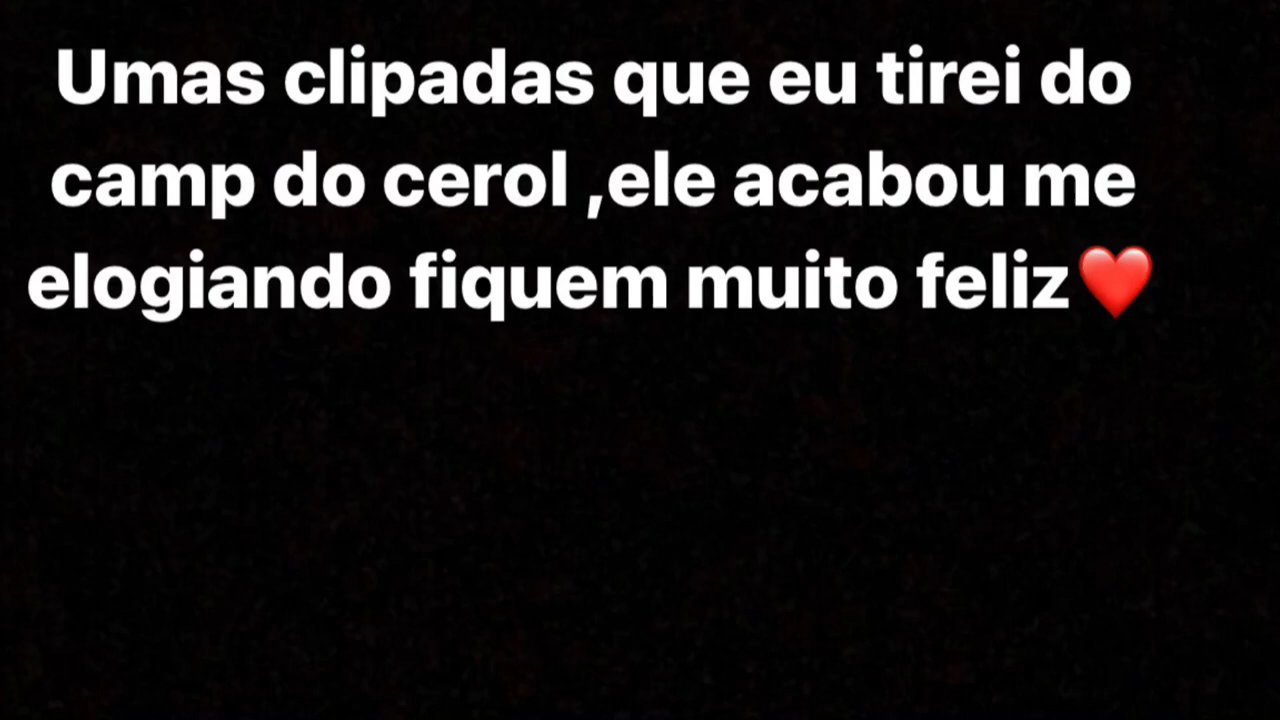 Umas clipadas que eu tirei do
camp do cerol ,ele acabou me
elogiando fiquem muito feliz❤️